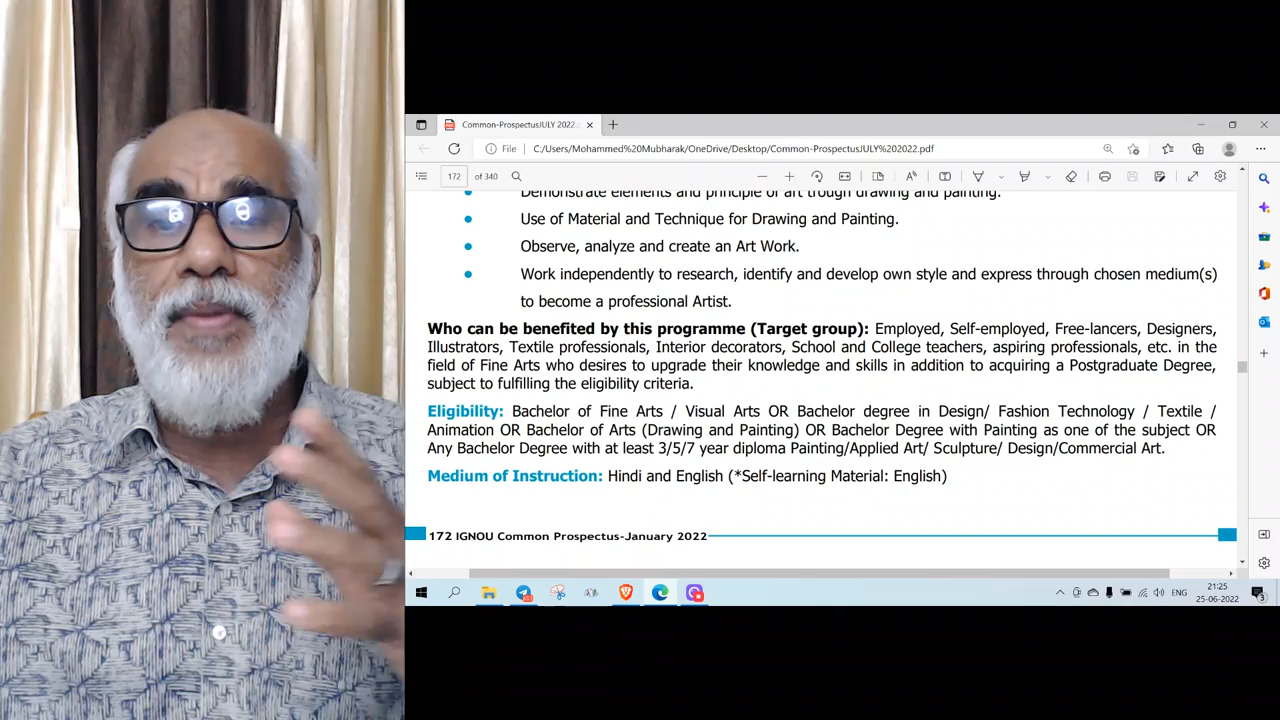 Common-ProspectusJULY 2022.
File C:/Users/Mohammed%20Mubharak/OneDrive/Desktop/Common-ProspectusJULY%202022.pdf
172 of 340
Demonstrate elements and principle of art trough drawing and painting.
Use of Material and Technique for Drawing and Painting.
Observe, analyze and create an Art Work.
Work independently to research, identify and develop own style and express through chosen medium(s)
to become a professional Artist.
Who can be benefited by this programme (Target group): Employed, Self-employed, Free-lancers, Designers,
Illustrators, Textile professionals, Interior decorators, School and College teachers, aspiring professionals, etc. in the
field of Fine Arts who desires to upgrade their knowledge and skills in addition to acquiring a Postgraduate Degree,
subject to fulfilling the eligibility criteria.
Eligibility: Bachelor of Fine Arts / Visual Arts OR Bachelor degree in Design/ Fashion Technology / Textile /
Animation OR Bachelor of Arts (Drawing and Painting) OR Bachelor Degree with Painting as one of the subject OR
Any Bachelor Degree with at least 3/5/7 year diploma Painting/Applied Art/ Sculpture/ Design/Commercial Art.
Medium of Instruction: Hindi and English (*Self-learning Material: English)
172 IGNOU Common Prospectus-January 2022
ENG
21:25
25-06-2022